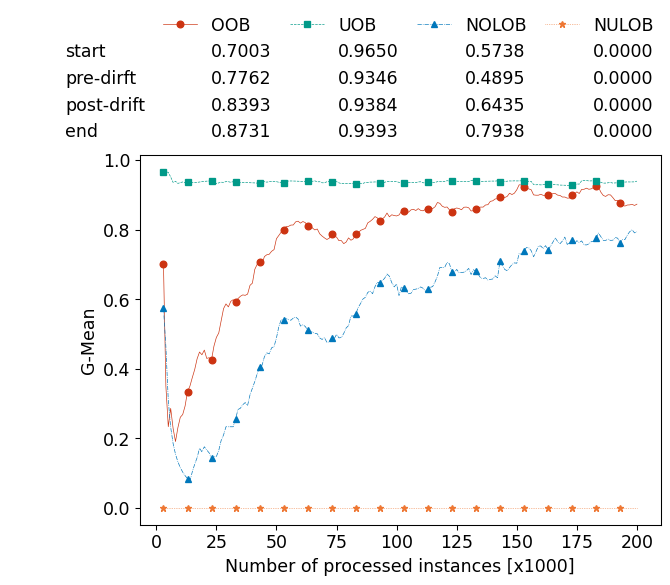 OOB UOB NOLOB NULOB
start 0.7003 0.9650 0.5738 0.0000
pre-dirft 0.7762 0.9346 0.4895 0.0000
post-drift 0.8393 0.9384 0.6435 0.0000
end 0.8731 0.9393 0.7938 0.0000
1.0
0.8
0.6
0.4
0.2
0.0
G-Mean
0 25 50 75 100 125 150 175 200
Number of processed instances [x1000]